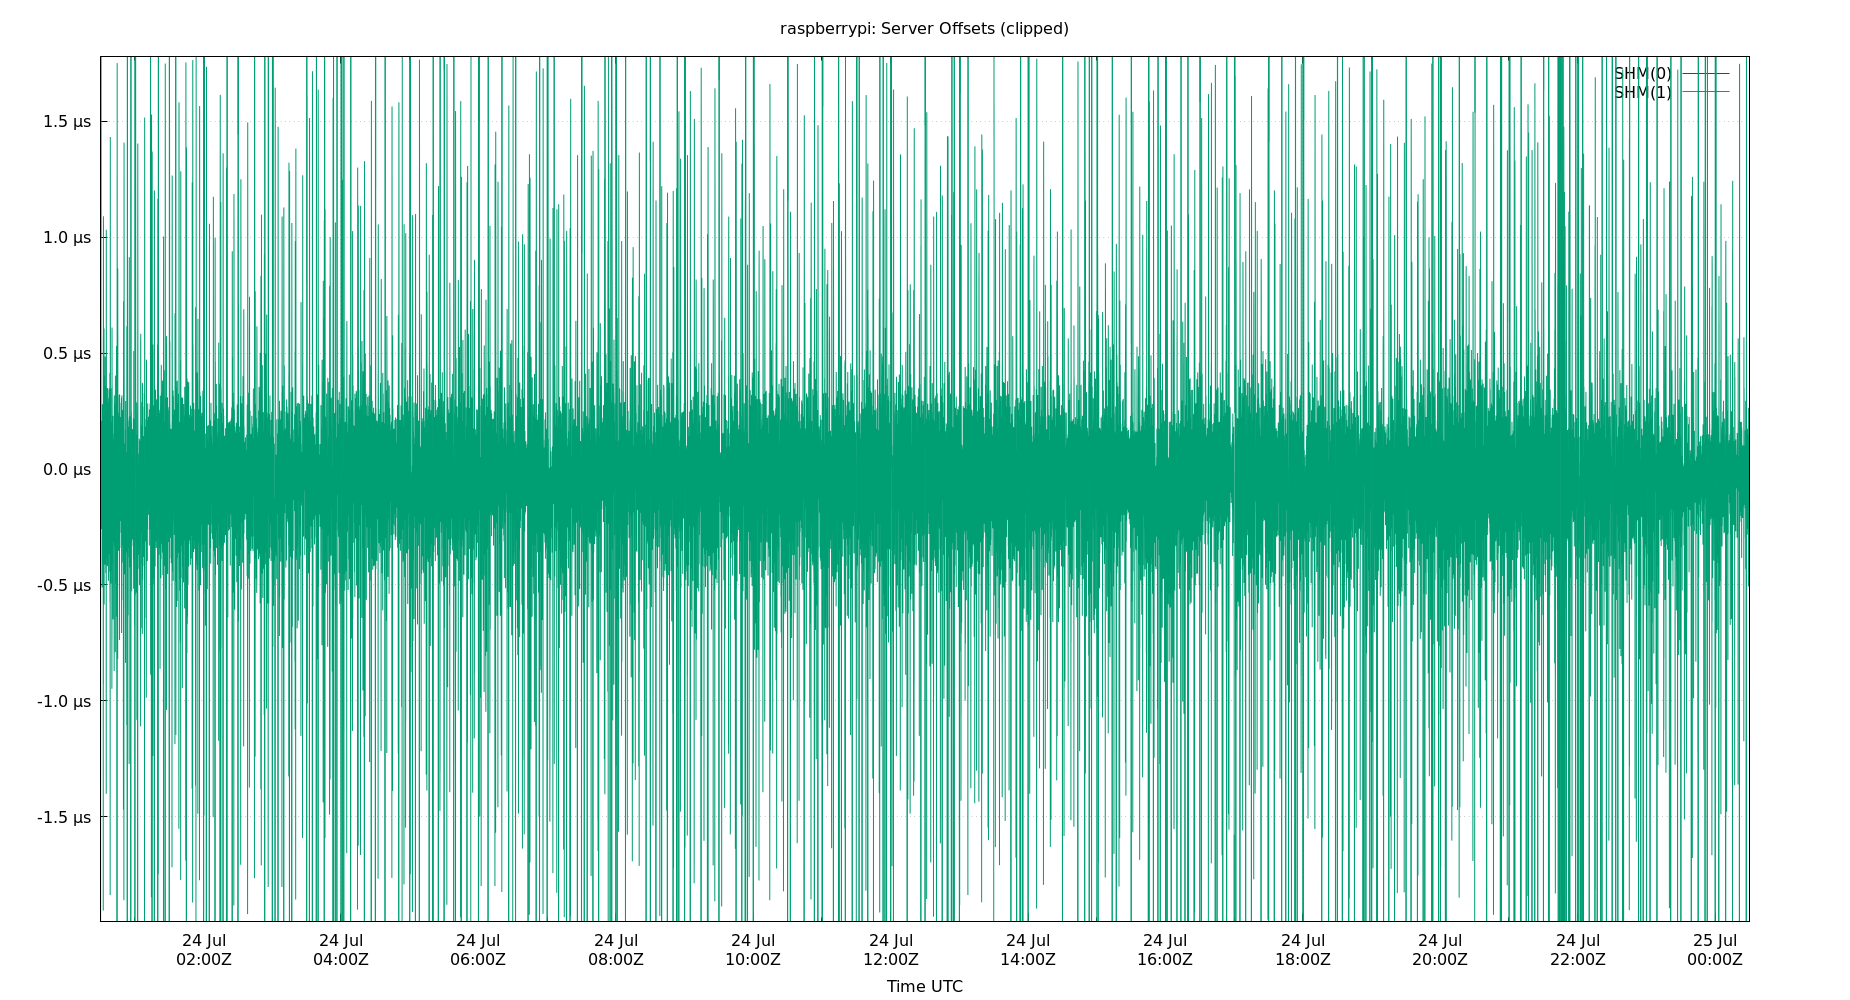 raspberrypi: Server Offsets (clipped)
SHM(0)
SHM(1)
1.5 µs
1.0 µs
0.5 µs
0.0 µs
-0.5 µs
-1.0 µs
-1.5 µs
24 Jul 24 Jul 24 Jul 24 Jul 24 Jul 24 Jul 24 Jul 24 Jul 24 Jul 24 Jul 24 Jul 25 Jul
02:00Z 04:00Z 06:00Z 08:00Z 10:00Z 12:00Z 14:00Z 16:00Z 18:00Z 20:00Z 22:00Z 00:00Z
Time UTC